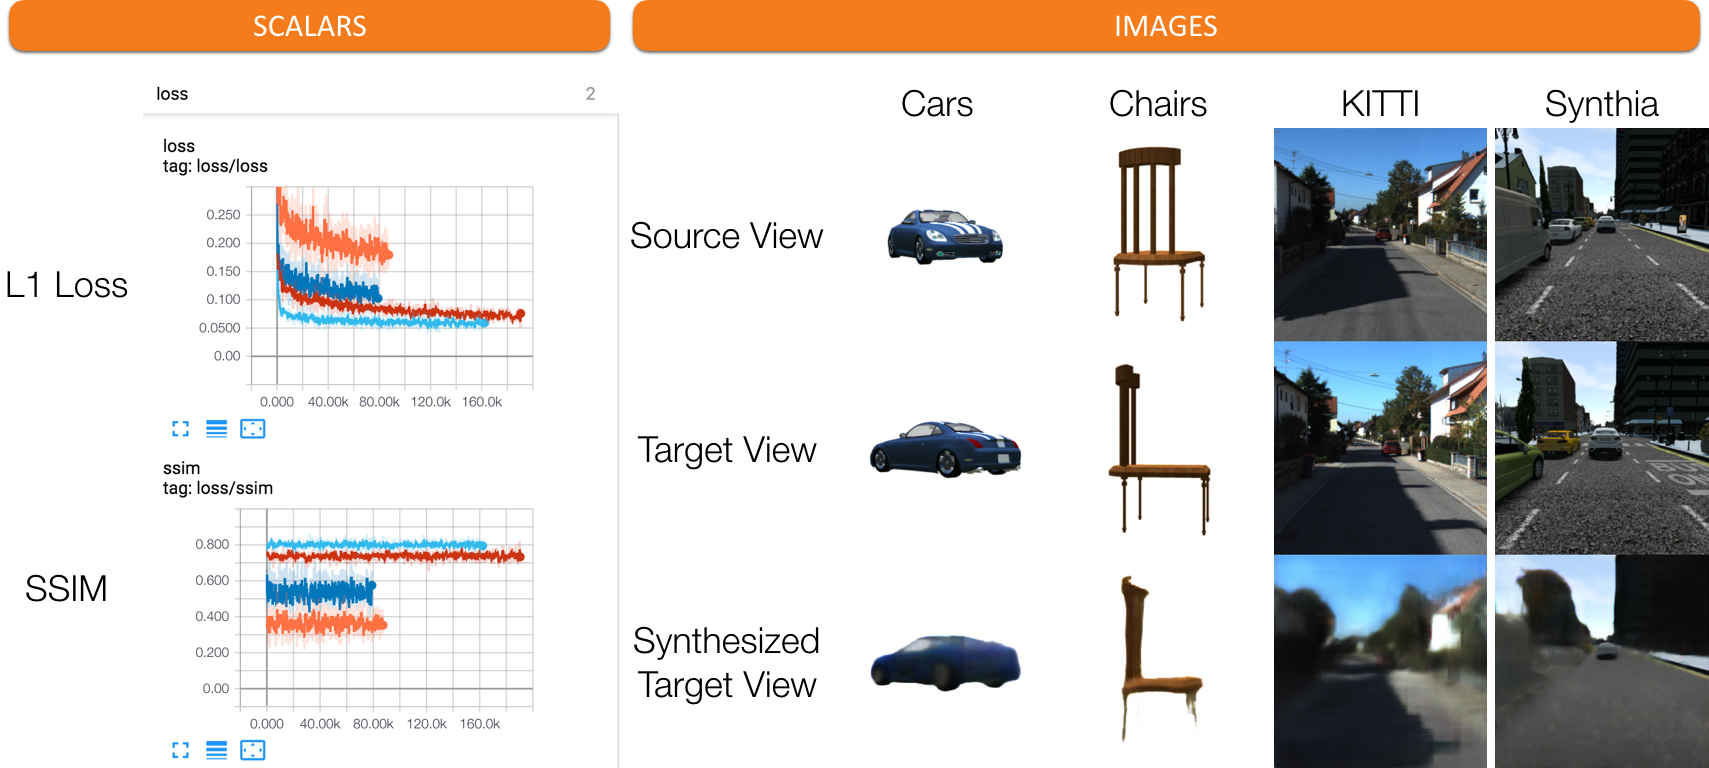 SCALARS
IMAGES
loss 2
loss
tag: loss/loss
0.250
0.200
0.150
0.100
0.0500
0.00
0.000 40.00k 80.00k 120.0k 160.0k
L1 Loss
ssim
tag: loss/ssim
0.800
0.600
0.400
0.200
0.00
0.000 40.00k 80.00k 120.0k 160.0k
SSIM
Cars Chairs KITTI Synthia
Source View
Target View
Synthesized
Target View